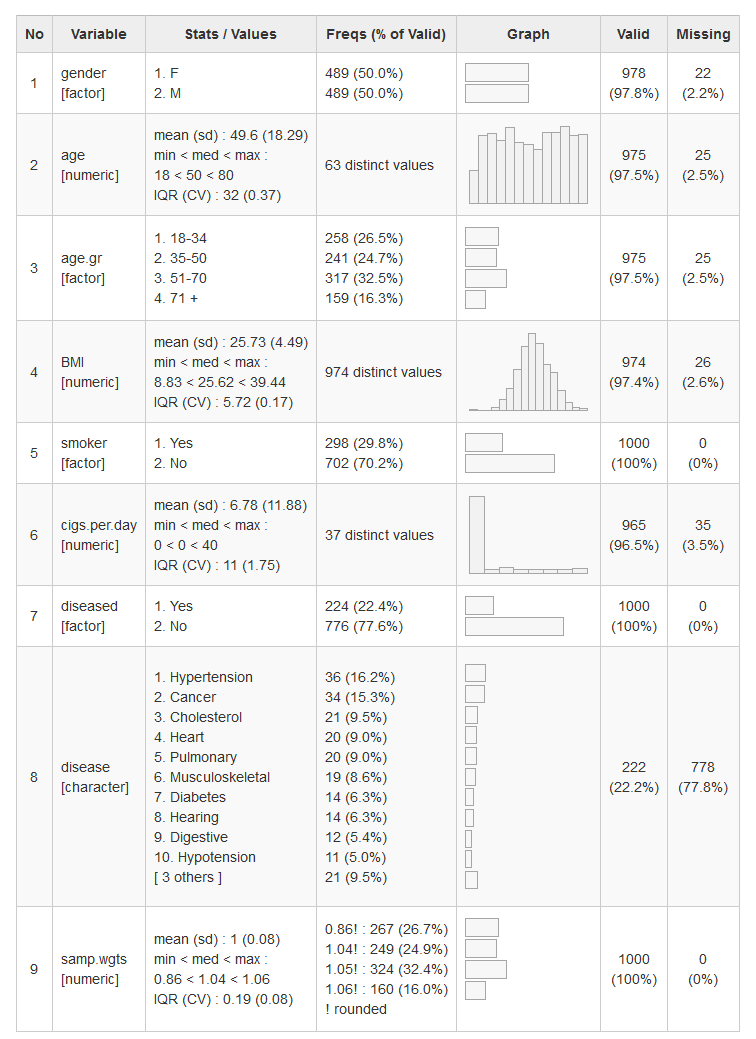 No Variable Stats / Values Freqs (% of Valid) Graph Valid Missing
1
gender
[factor]
1. F
2. M
489 (50.0%)
489 (50.0%)
978
(97.8%)
22
(2.2%)
2
age
[numeric]
mean (sd) : 49.6 (18.29)
min < med < max :
18 < 50 < 80
IQR (CV) : 32 (0.37)
63 distinct values
975
(97.5%)
25
(2.5%)
3
age.gr
[factor]
1. 18-34
2. 35-50
3. 51-70
4. 71 +
258 (26.5%)
241 (24.7%)
317 (32.5%)
159 (16.3%)
975
(97.5%)
25
(2.5%)
4
BMI
[numeric]
mean (sd) : 25.73 (4.49)
min < med < max :
8.83 < 25.62 < 39.44
IQR (CV) : 5.72 (0.17)
974 distinct values
974
(97.4%)
26
(2.6%)
5
smoker
[factor]
1. Yes
2. No
298 (29.8%)
702 (70.2%)
1000
(100%)
0
(0%)
6
cigs.per.day
[numeric]
mean (sd) : 6.78 (11.88)
min < med < max :
0 < 0 < 40
IQR (CV) : 11 (1.75)
37 distinct values
965
(96.5%)
35
(3.5%)
7
diseased
[factor]
1. Yes
2. No
224 (22.4%)
776 (77.6%)
1000
(100%)
0
(0%)
8
disease
[character]
1. Hypertension
2. Cancer
3. Cholesterol
4. Heart
5. Pulmonary
6. Musculoskeletal
7. Diabetes
8. Hearing
9. Digestive
10. Hypotension
[ 3 others ]
36 (16.2%)
34 (15.3%)
21 (9.5%)
20 (9.0%)
20 (9.0%)
19 (8.6%)
14 (6.3%)
14 (6.3%)
12 (5.4%)
11 (5.0%)
21 (9.5%)
222
(22.2%)
778
(77.8%)
9
samp.wgts
[numeric]
mean (sd) : 1 (0.08)
min < med < max :
0.86 < 1.04 < 1.06
IQR (CV) : 0.19 (0.08)
0.86! : 267 (26.7%)
1.04! : 249 (24.9%)
1.05! : 324 (32.4%)
1.06! : 160 (16.0%)
! rounded
1000
(100%)
0
(0%)